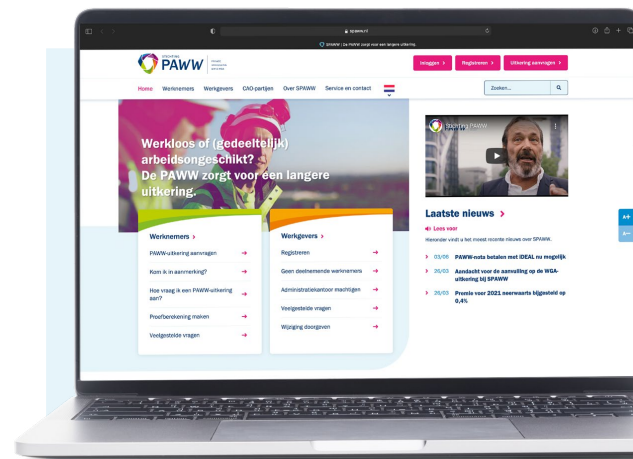 spaww.nl
SPAWW | De PAWW zorgt voor een langere uitkering.
STICHTING
PAWW
Inloggen >
Registreren >
Uitkering aanvragen >
Home
Werknemers
Werkgevers
CAO-partijen
Over SPAWW
Service en contact
Zoeken...
Werkloos of (gedeeltelijk)
arbeidsongeschikt?
De PAWW zorgt voor een langere
uitkering.
Stichting PAWW
Werknemers >
PAWW-uitkering aanvragen
Kom ik in aanmerking?
Hoe vraag ik een PAWW-uitkering
aan?
Proefberekening maken
Veelgestelde vragen
Werkgevers >
Registreren
Geen deelnemende werknemers
Administratiekantoor machtigen
Veelgestelde vragen
Wijziging doorgeven
Laatste nieuws >
Lees voor
Hieronder vindt u het meest recente nieuws over SPAWW.
> 03/06 PAWW-nota betalen met iDEAL nu mogelijk
> 26/03 Aandacht voor de aanvulling op de WGA-
uitkering bij SPAWW
> 26/03 Premie voor 2021 neerwaarts bijgesteld op
0,4%
A+
A-